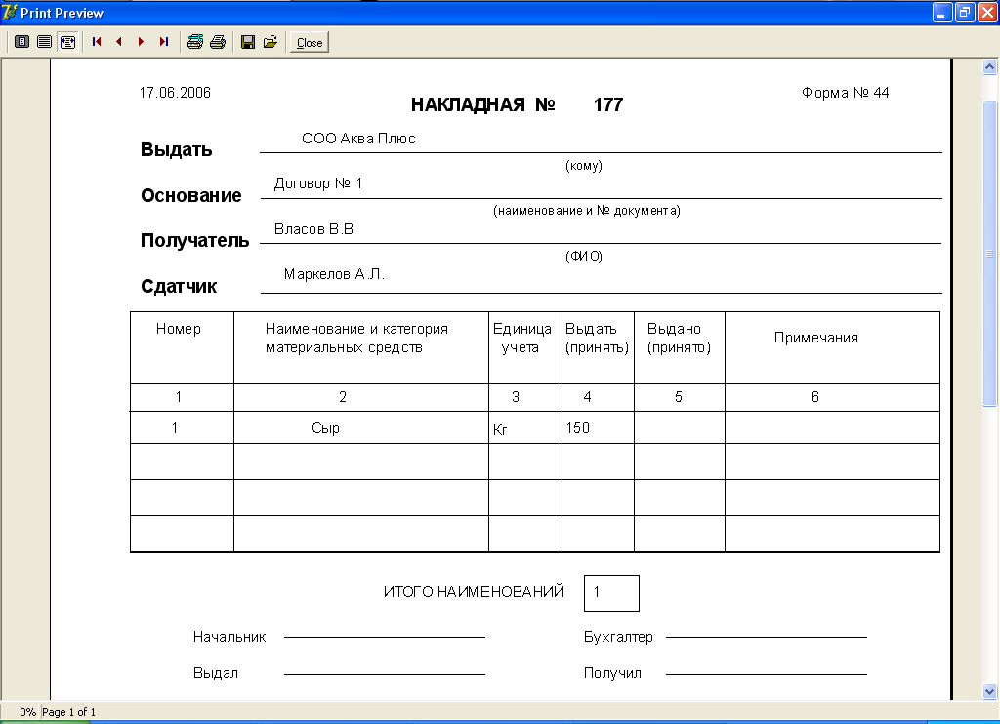 Print Preview
Close
17.06.2006
Форма № 44
НАКЛАДНАЯ № 177
Выдать ООО Аква Плюс
(кому)
Основание Договор № 1
(наименование и № документа)
Получатель Власов В.В
(ФИО)
Сдатчик Маркелов А.Л.
Номер Наименование и категория Единица Выдать Выдано Примечания
материальных средств учета (принять) (принято)
1 2 3 4 5 6
1 Сыр Кг 150
ИТОГО НАИМЕНОВАНИЙ 1
Начальник Бухгалтер
Выдал Получил
0% Page 1 of 1